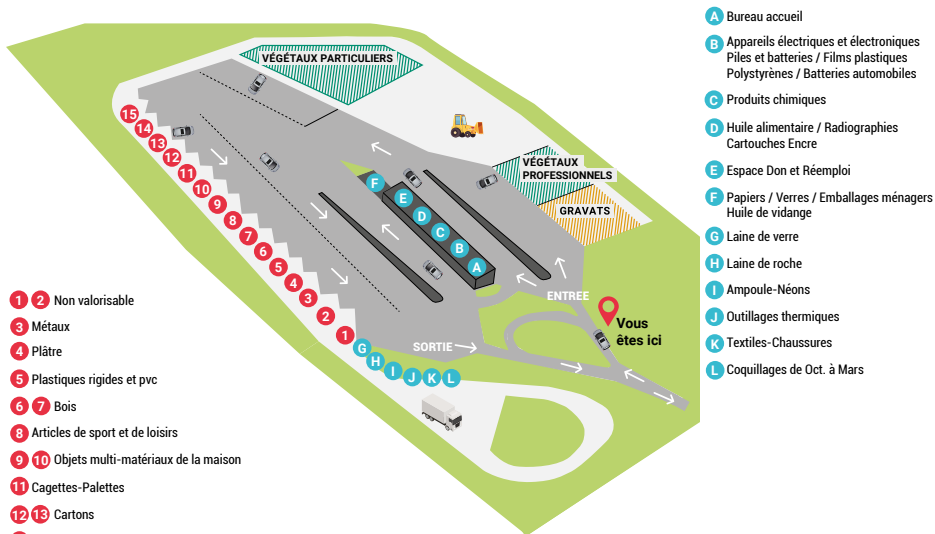 VÉGÉTAUX PARTICULIERS
VÉGÉTAUX
PROFESSIONNELS
GRAVATS
15
14
13
12
11
10
9
8
7
6
5
4
3
2
1
F
E
D
C
B
A
ENTREE
Vous
êtes ici
SORTIE
G
H
I
J
K
L
1 2 Non valorisable
3 Métaux
4 Plâtre
5 Plastiques rigides et pvc
6 7 Bois
8 Articles de sport et de loisirs
9 10 Objets multi-matériaux de la maison
11 Cagettes-Palettes
12 13 Cartons
A Bureau accueil
B Appareils électriques et électroniques
Piles et batteries / Films plastiques
Polystyrènes / Batteries automobiles
C Produits chimiques
D Huile alimentaire / Radiographies
Cartouches Encre
E Espace Don et Réemploi
F Papiers / Verres / Emballages ménagers
Huile de vidange
G Laine de verre
H Laine de roche
I Ampoule-Néons
J Outillages thermiques
K Textiles-Chaussures
L Coquillages de Oct. à Mars